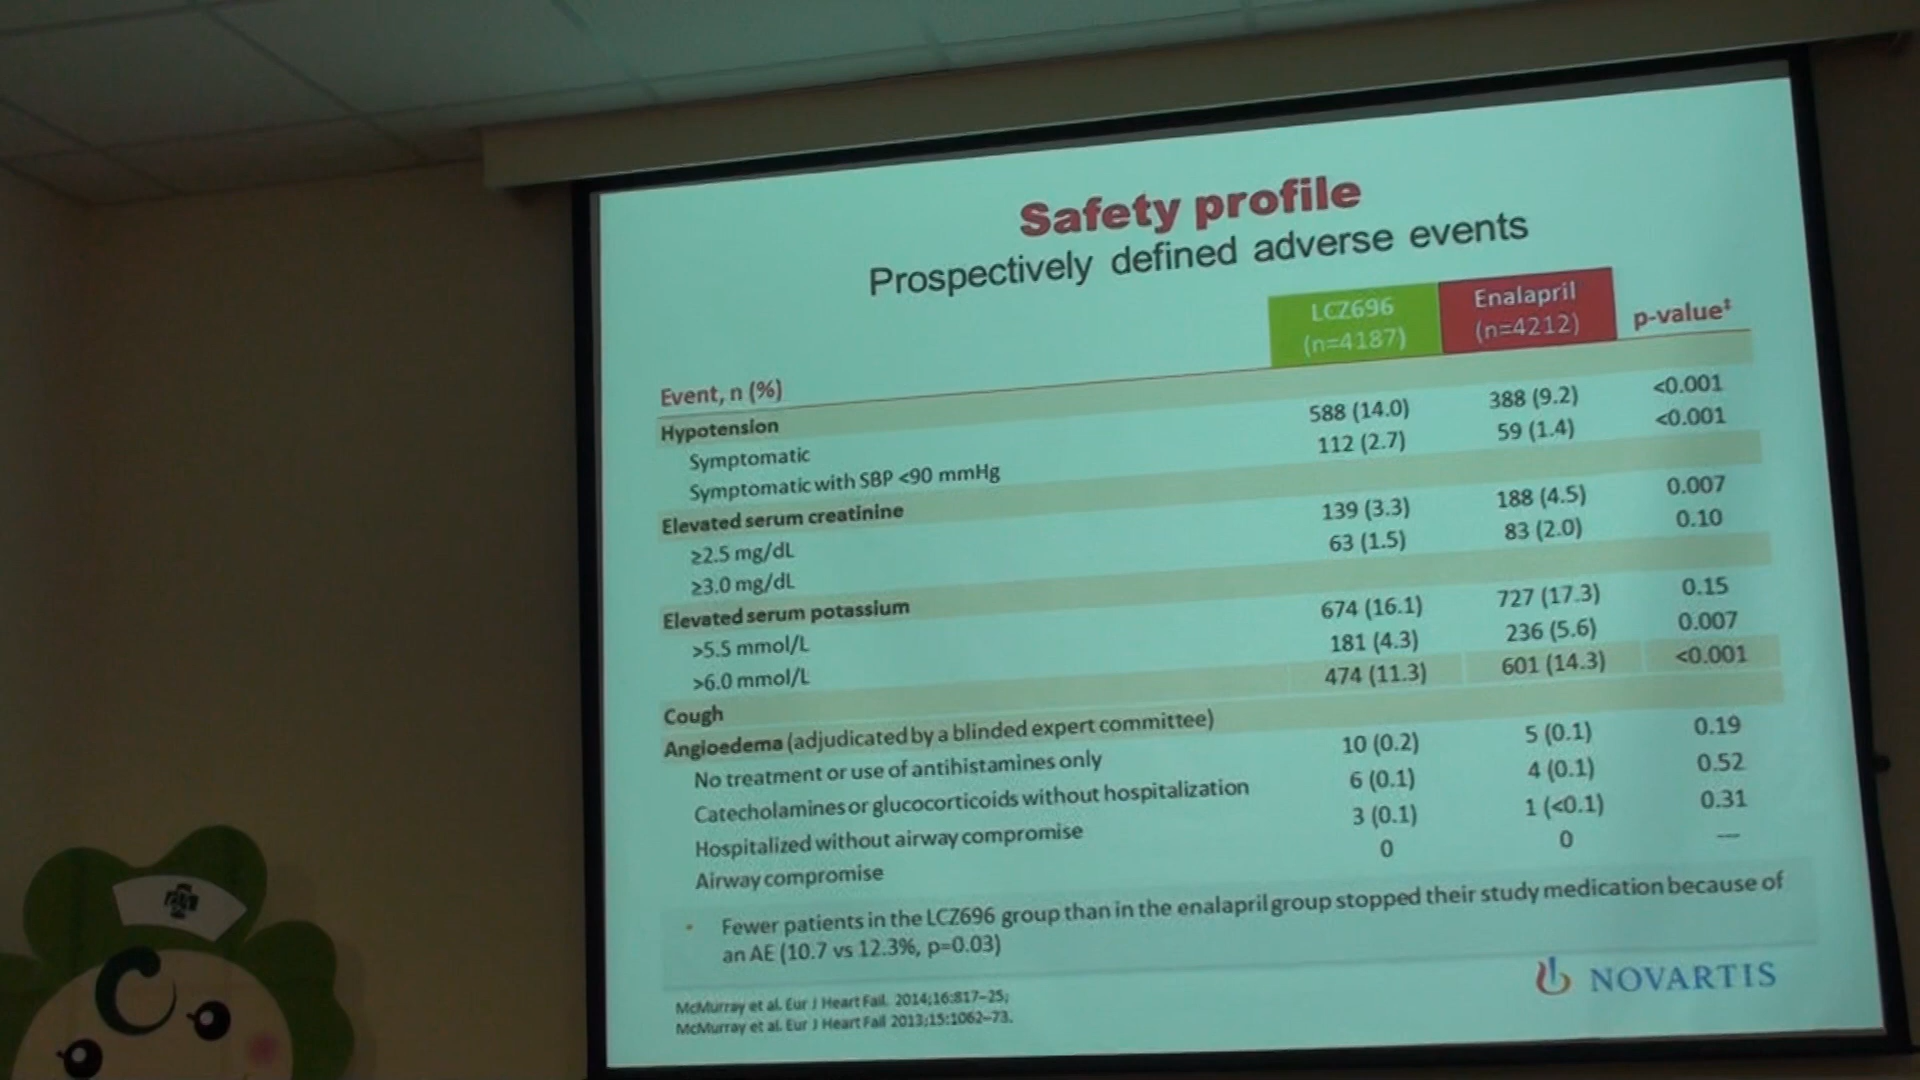 Safety profile
Prospectively defined adverse events
LCZ696 Enalapril p-value‡
(n=4187) (n=4212)
Event, n (%)
Hypotension
Symptomatic 588 (14.0) 388 (9.2) <0.001
Symptomatic with SBP <90 mmHg 112 (2.7) 59 (1.4) <0.001
Elevated serum creatinine
≥2.5 mg/dL 139 (3.3) 188 (4.5) 0.007
≥3.0 mg/dL 63 (1.5) 83 (2.0) 0.10
Elevated serum potassium
>5.5 mmol/L 674 (16.1) 727 (17.3) 0.15
>6.0 mmol/L 181 (4.3) 236 (5.6) 0.007
Cough 474 (11.3) 601 (14.3) <0.001
Angioedema (adjudicated by a blinded expert committee)
No treatment or use of antihistamines only 10 (0.2) 5 (0.1) 0.19
Catecholamines or glucocorticoids without hospitalization 6 (0.1) 4 (0.1) 0.52
Hospitalized without airway compromise 3 (0.1) 1 (<0.1) 0.31
Airway compromise 0 0 —
• Fewer patients in the LCZ696 group than in the enalapril group stopped their study medication because of
an AE (10.7 vs 12.3%, p=0.03)
NOVARTIS
McMurray et al. Eur J Heart Fail. 2014;16:817–25;
McMurray et al. Eur J Heart Fail 2013;15:1062–73.